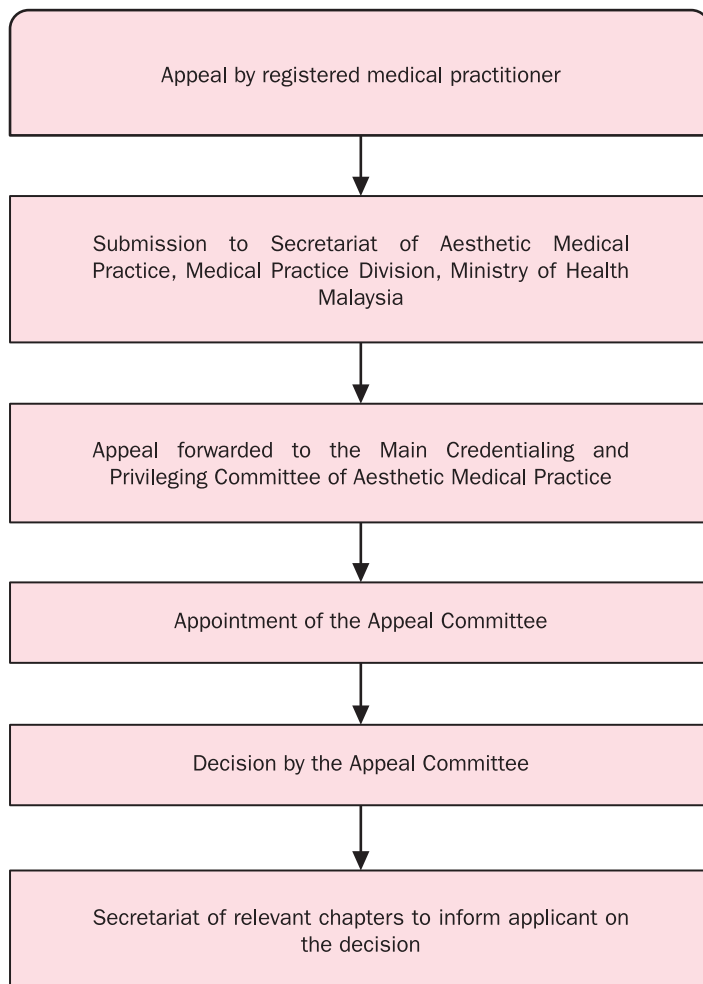 Appeal by registered medical practitioner
Submission to Secretariat of Aesthetic Medical
Practice, Medical Practice Division, Ministry of Health
Malaysia
Appeal forwarded to the Main Credentialing and
Privileging Committee of Aesthetic Medical Practice
Appointment of the Appeal Committee
Decision by the Appeal Committee
Secretariat of relevant chapters to inform applicant on
the decision